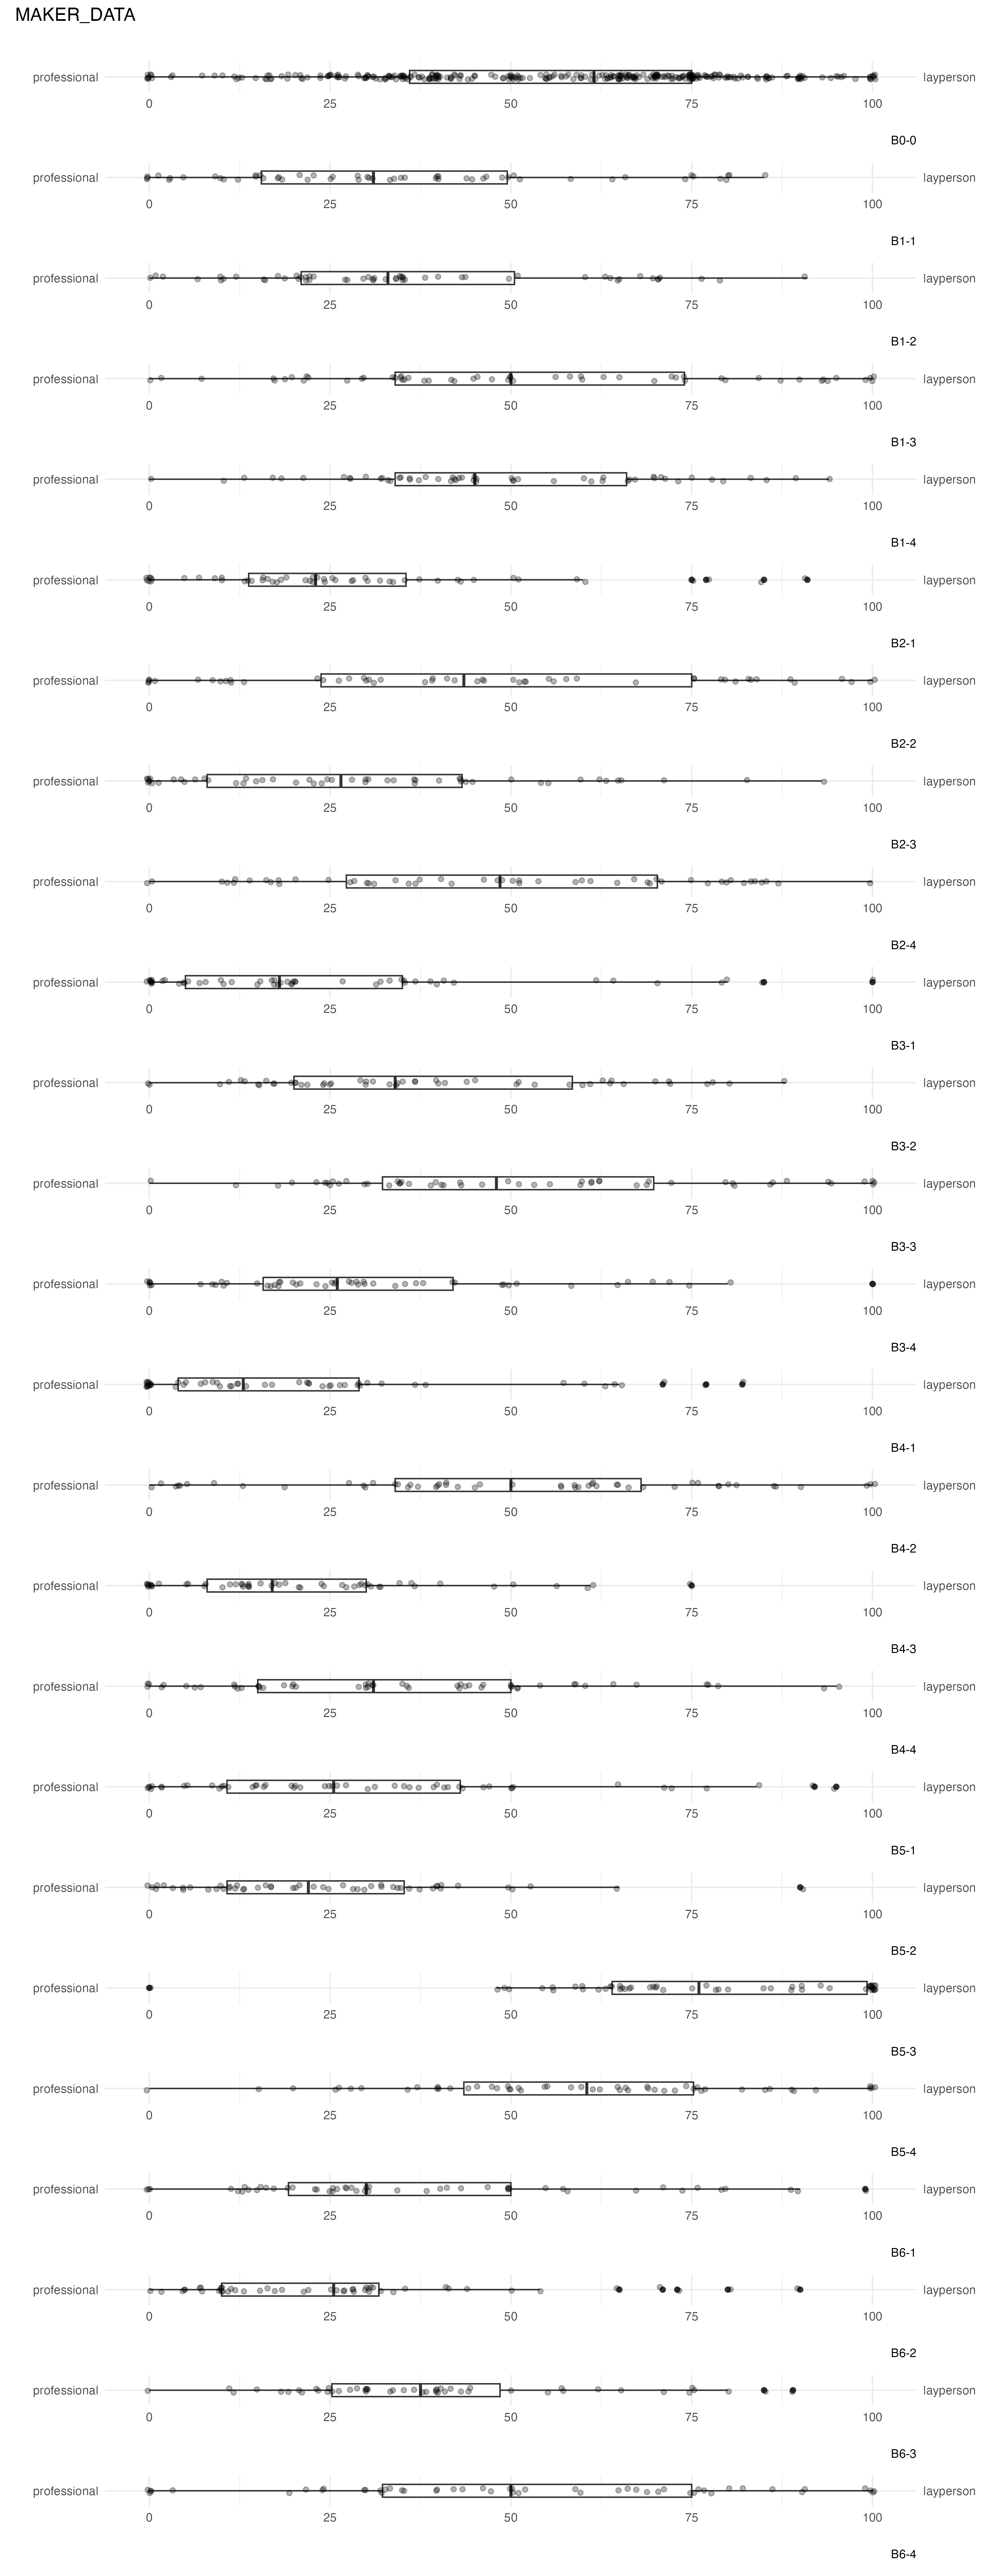 MAKER_DATA
professional layperson
0 25 50 75 100
B0-0
professional layperson
0 25 50 75 100
B1-1
professional layperson
0 25 50 75 100
B1-2
professional layperson
0 25 50 75 100
B1-3
professional layperson
0 25 50 75 100
B1-4
professional layperson
0 25 50 75 100
B2-1
professional layperson
0 25 50 75 100
B2-2
professional layperson
0 25 50 75 100
B2-3
professional layperson
0 25 50 75 100
B2-4
professional layperson
0 25 50 75 100
B3-1
professional layperson
0 25 50 75 100
B3-2
professional layperson
0 25 50 75 100
B3-3
professional layperson
0 25 50 75 100
B3-4
professional layperson
0 25 50 75 100
B4-1
professional layperson
0 25 50 75 100
B4-2
professional layperson
0 25 50 75 100
B4-3
professional layperson
0 25 50 75 100
B4-4
professional layperson
0 25 50 75 100
B5-1
professional layperson
0 25 50 75 100
B5-2
professional layperson
0 25 50 75 100
B5-3
professional layperson
0 25 50 75 100
B5-4
professional layperson
0 25 50 75 100
B6-1
professional layperson
0 25 50 75 100
B6-2
professional layperson
0 25 50 75 100
B6-3
professional layperson
0 25 50 75 100
B6-4